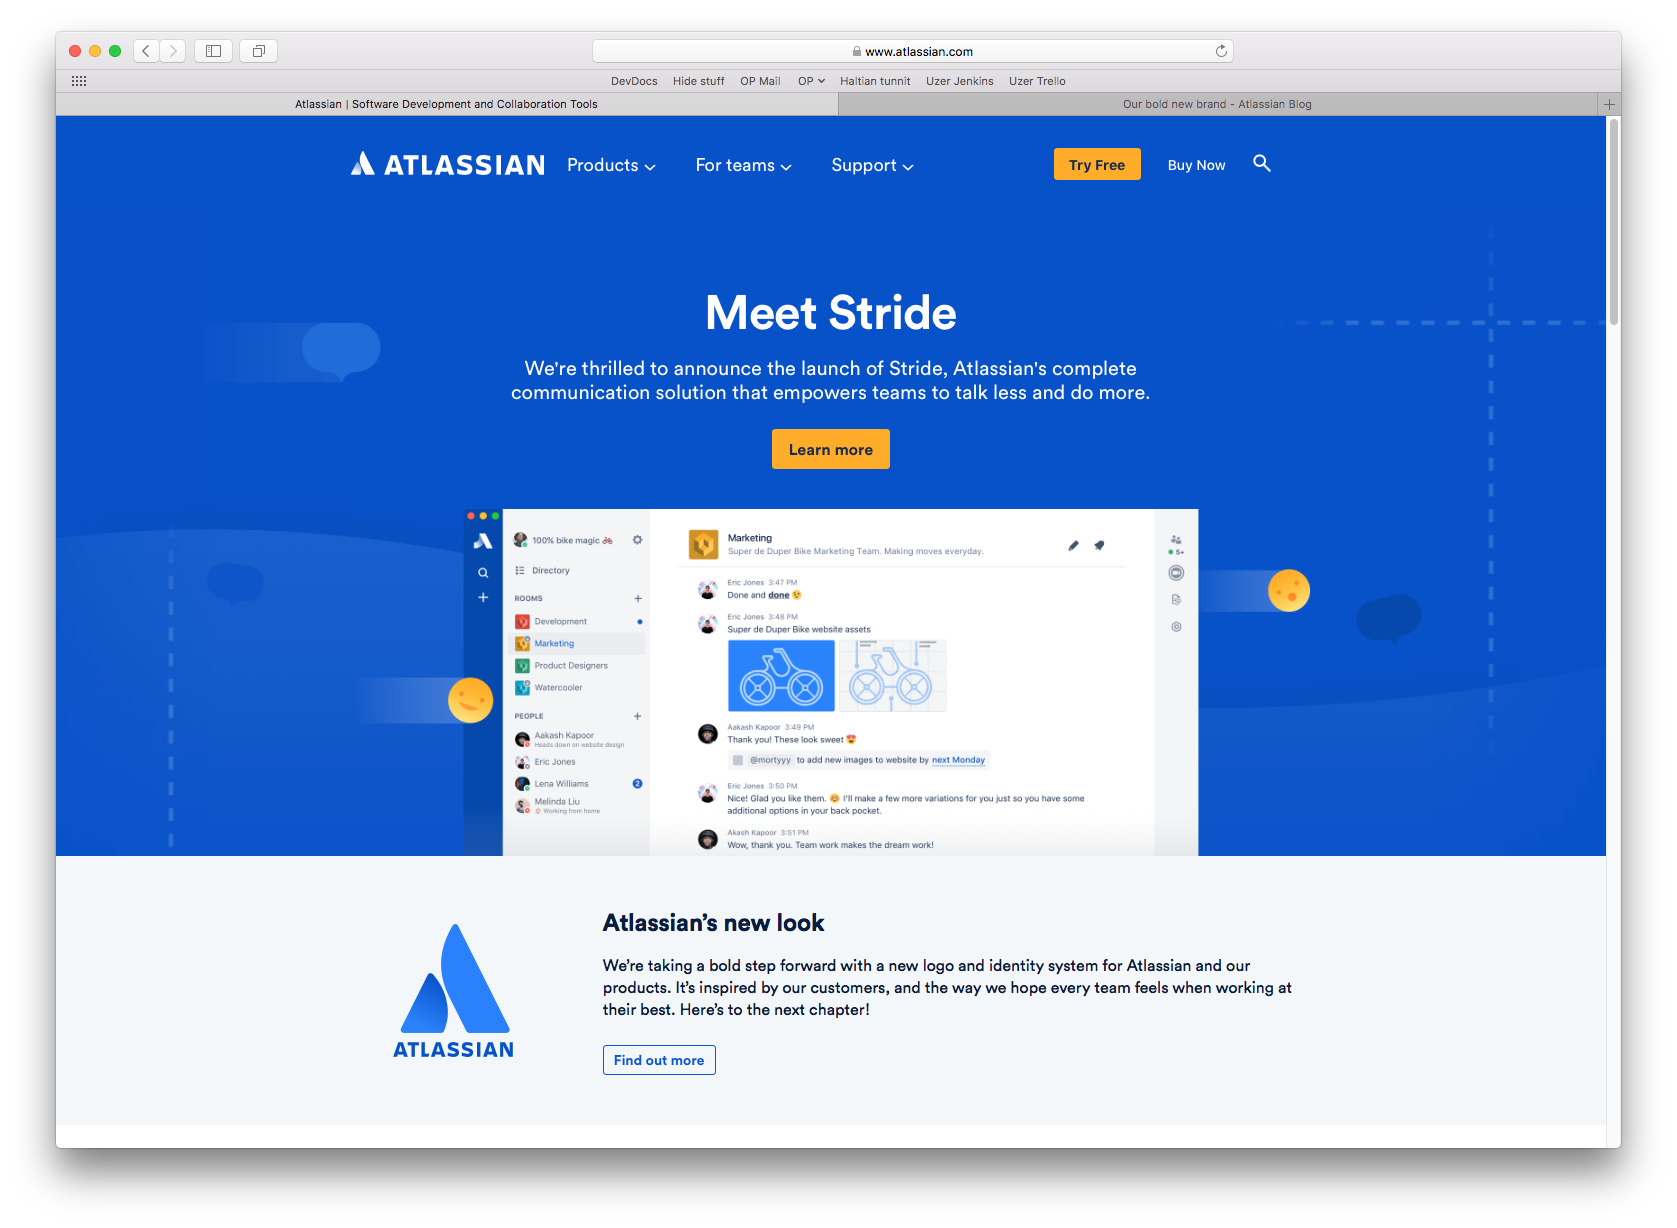 www.atlassian.com
DevDocs Hide stuff OP Mail OP Haltian tunnit Uzer Jenkins Uzer Trello
Atlassian | Software Development and Collaboration Tools
Our bold new brand - Atlassian Blog
ATLASSIAN Products For teams Support Try Free Buy Now
Meet Stride
We're thrilled to announce the launch of Stride, Atlassian's complete
communication solution that empowers teams to talk less and do more.
Learn more
100% bike magic
Directory
ROOMS
Development
Marketing
Product Designers
Watercooler
PEOPLE
Aakash Kapoor
Heads down on website design
Eric Jones
Lena Williams 2
Melinda Liu
Working from home
Marketing
Super de Duper Bike Marketing Team. Making moves everyday.
Eric Jones 3:47 PM
Done and done
Eric Jones 3:48 PM
Super de Duper Bike website assets
Aakash Kapoor 3:49 PM
Thank you! These look sweet
@mortyyy to add new images to website by next Monday
Eric Jones 3:50 PM
Nice! Glad you like them. I'll make a few more variations for you just so you have some
additional options in your back pocket.
Akash Kapoor 3:51 PM
Wow, thank you. Team work makes the dream work!
5+
ATLASSIAN
Atlassian’s new look
We’re taking a bold step forward with a new logo and identity system for Atlassian and our
products. It’s inspired by our customers, and the way we hope every team feels when working at
their best. Here’s to the next chapter!
Find out more